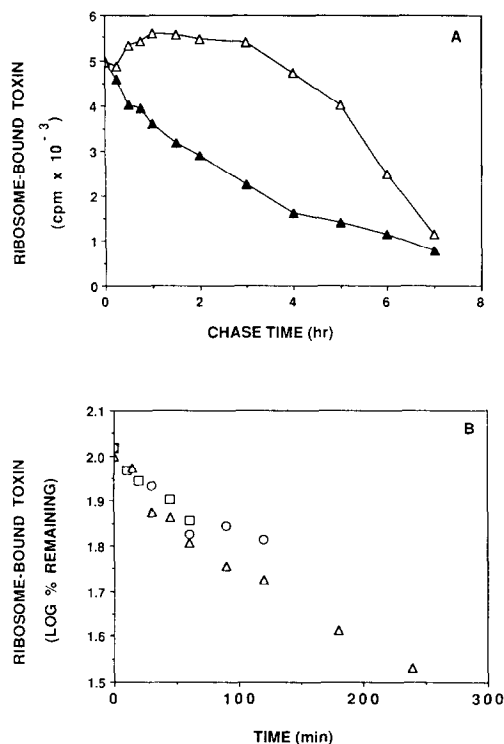 A
6
5
4
3
2
1
0
RIBOSOME-BOUND TOXIN
(cpm x 10⁻³)
0 2 4 6 8
CHASE TIME (hr)
B
2.1
2.0
1.9
1.8
1.7
1.6
1.5
RIBOSOME-BOUND TOXIN
(LOG % REMAINING)
0 100 200 300
TIME (min)